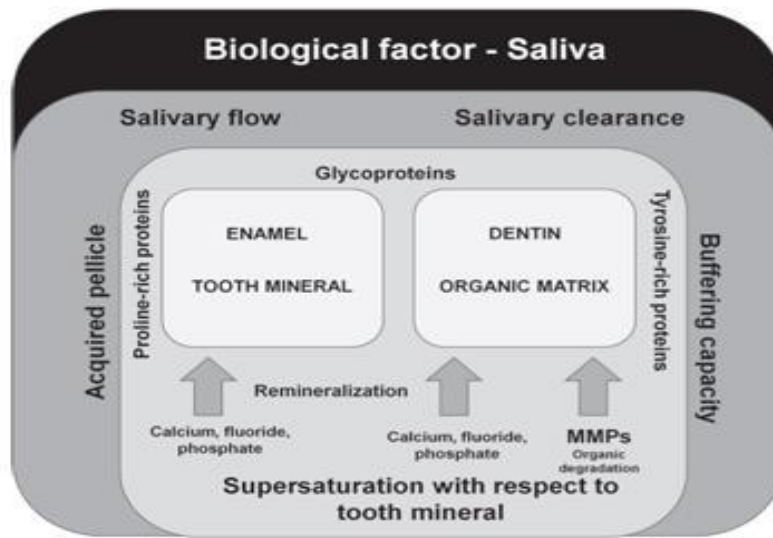 Biological factor - Saliva
Salivary flow
Salivary clearance
Glycoproteins
Acquired pellicle
Proline-rich proteins
ENAMEL
TOOTH MINERAL
DENTIN
ORGANIC MATRIX
Tyrosine-rich proteins
Buffering capacity
Remineralization
Calcium, fluoride,
phosphate
Calcium, fluoride,
phosphate
MMPs
Organic
degradation
Supersaturation with respect to
tooth mineral